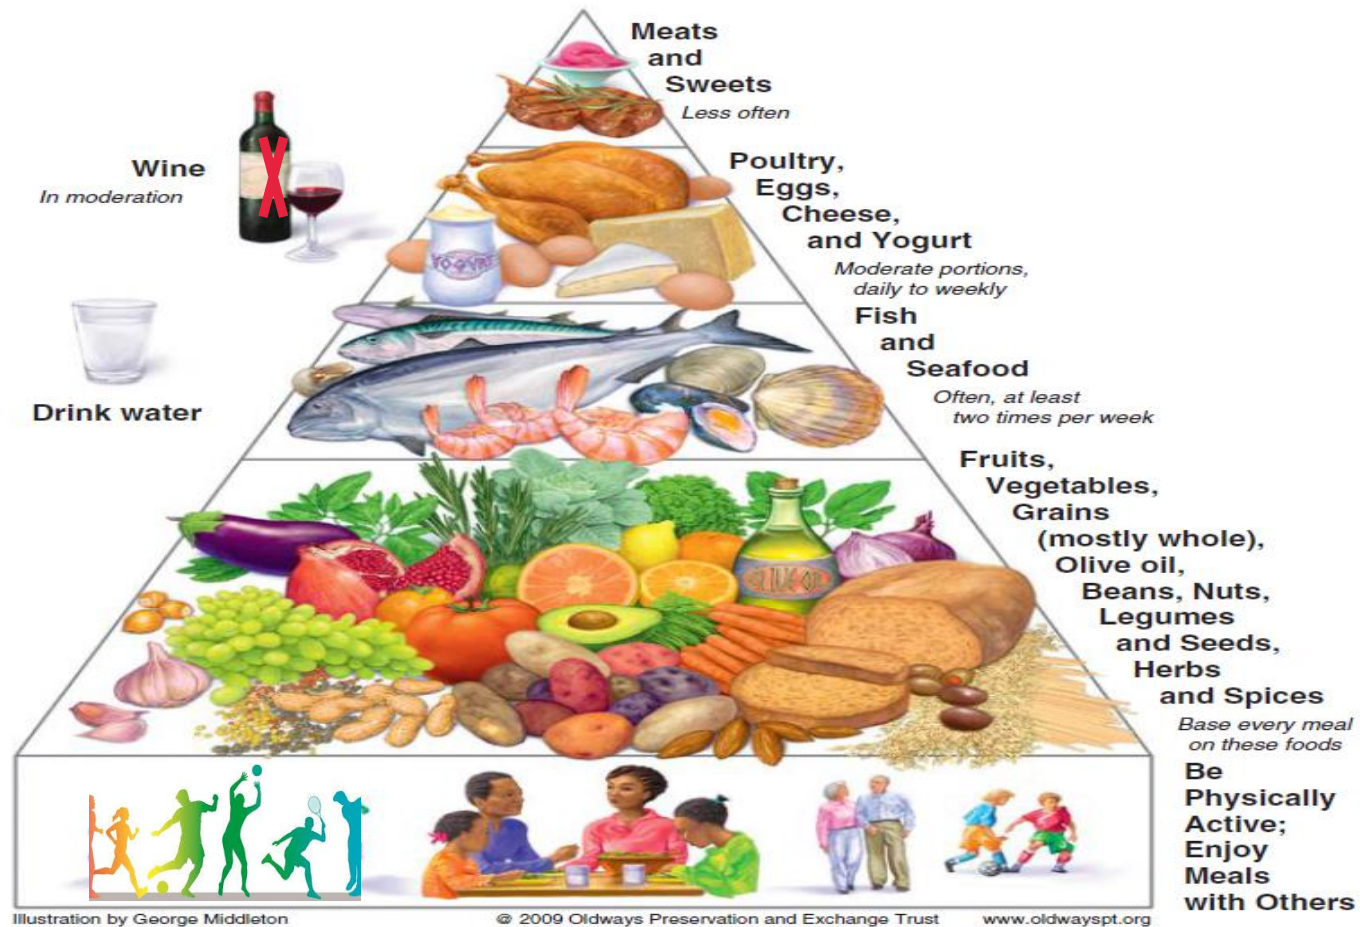 Meats
and
Sweets
Less often
Wine
In moderation
Poultry,
Eggs,
Cheese,
and Yogurt
Moderate portions,
daily to weekly
YOGURT
Drink water
Fish
and
Seafood
Often, at least
two times per week
Fruits,
Vegetables,
Grains
(mostly whole),
Olive oil,
Beans, Nuts,
Legumes
and Seeds,
Herbs
and Spices
Base every meal
on these foods
OLIVE OIL
Be
Physically
Active;
Enjoy
Meals
with Others
Illustration by George Middleton
@ 2009 Oldways Preservation and Exchange Trust
www.oldwayspt.org